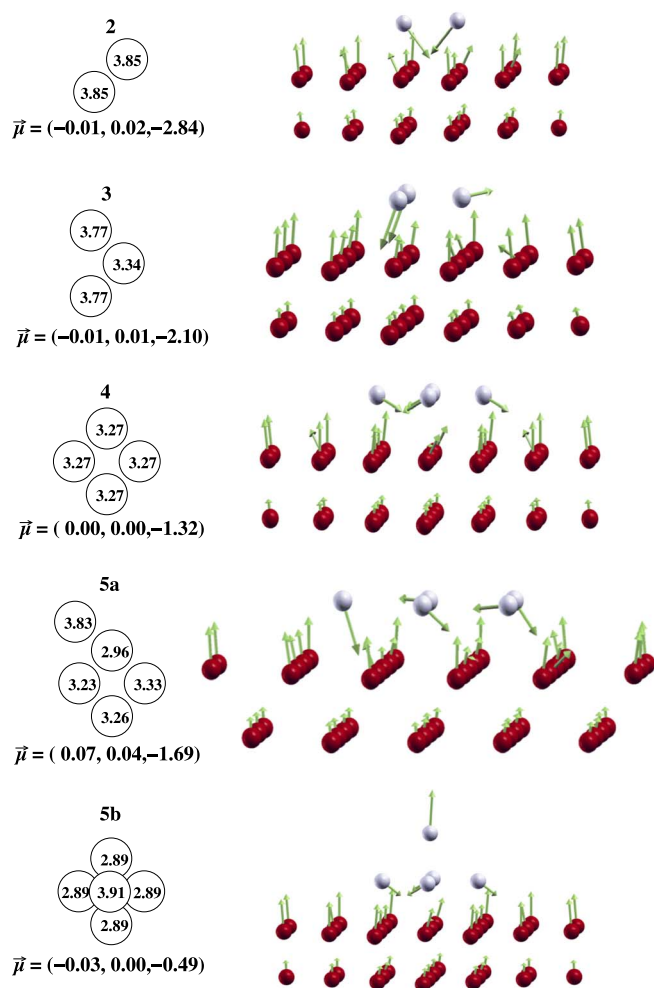 2
3.85
3.85
μ⃗ = (−0.01, 0.02,−2.84)
3
3.77
3.34
3.77
μ⃗ = (−0.01, 0.01,−2.10)
4
3.27
3.27 3.27
3.27
μ⃗ = ( 0.00, 0.00,−1.32)
5a
3.83
2.96
3.23 3.33
3.26
μ⃗ = ( 0.07, 0.04,−1.69)
5b
2.89
2.89 3.91 2.89
2.89
μ⃗ = (−0.03, 0.00,−0.49)